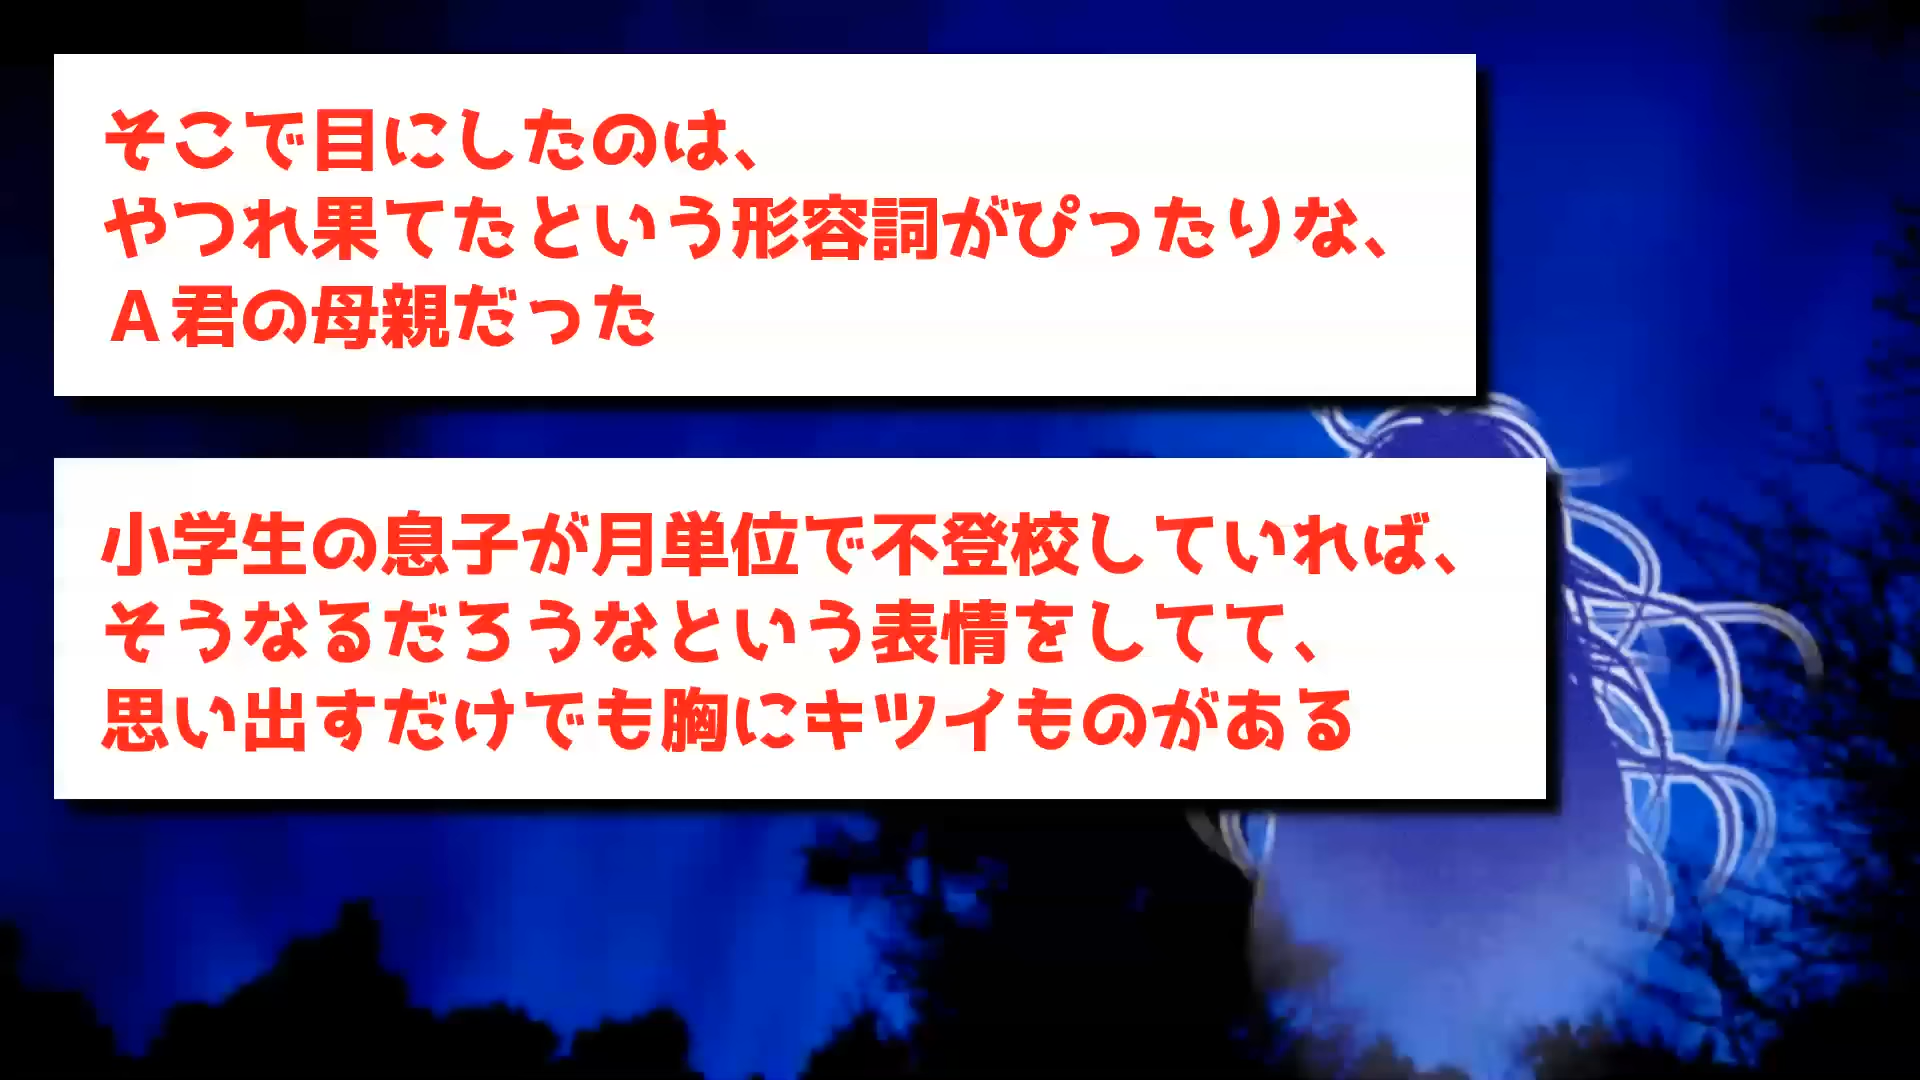 そこで目にしたのは、
やつれ果てたという形容詞がぴったりな、
Ａ君の母親だった
小学生の息子が月単位で不登校していれば、
そうなるだろうなという表情をしてて、
思い出すだけでも胸にキツイものがある